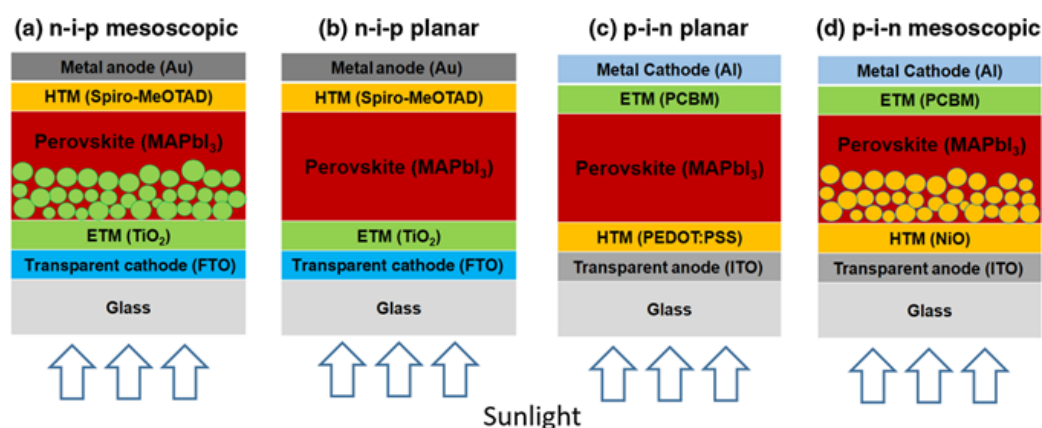 (a) n-i-p mesoscopic
Metal anode (Au)
HTM (Spiro-MeOTAD)
Perovskite (MAPbI₃)
ETM (TiO₂)
Transparent cathode (FTO)
Glass
(b) n-i-p planar
Metal anode (Au)
HTM (Spiro-MeOTAD)
Perovskite (MAPbI₃)
ETM (TiO₂)
Transparent cathode (FTO)
Glass
(c) p-i-n planar
Metal Cathode (Al)
ETM (PCBM)
Perovskite (MAPbI₃)
HTM (PEDOT:PSS)
Transparent anode (ITO)
Glass
(d) p-i-n mesoscopic
Metal Cathode (Al)
ETM (PCBM)
Perovskite (MAPbI₃)
HTM (NiO)
Transparent anode (ITO)
Glass
Sunlight